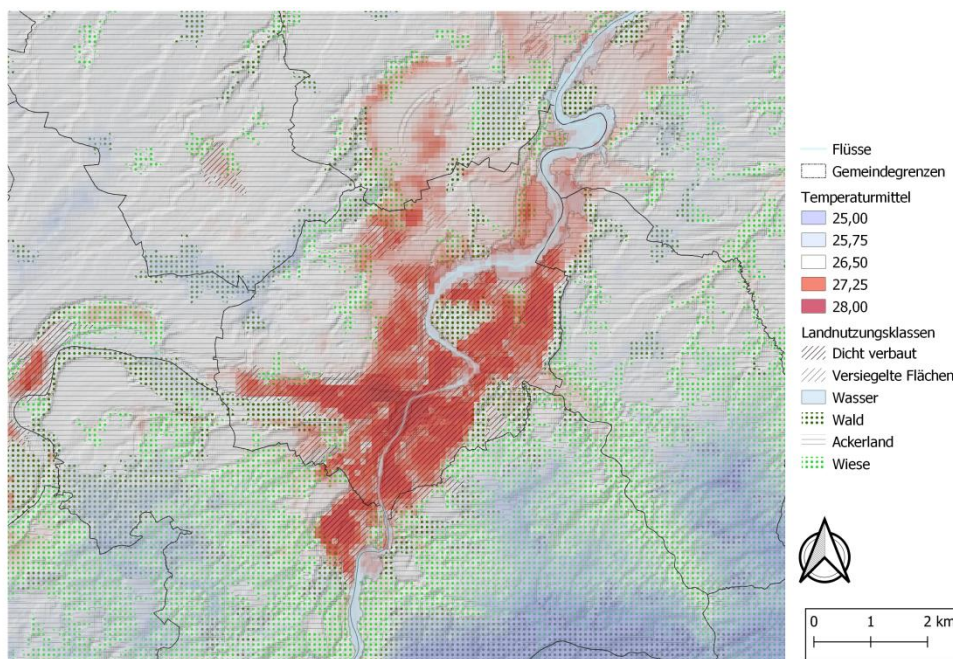 Flüsse
Gemeindegrenzen
Temperaturmittel
25,00
25,75
26,50
27,25
28,00
Landnutzungsklassen
Dicht verbaut
Versiegelte Flächen
Wasser
Wald
Ackerland
Wiese
0 1 2 km